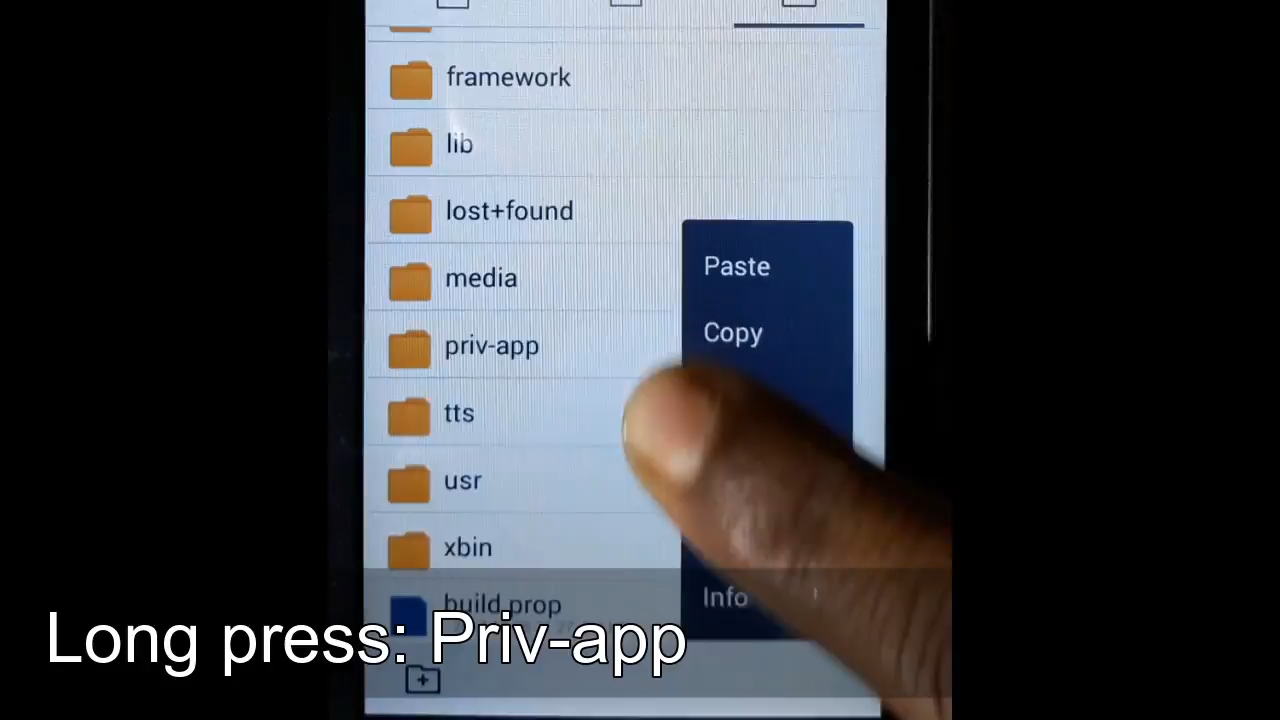 framework
lib
lost+found
media
Paste
priv-app
Copy
tts
usr
xbin
build.prop
Info
Long press: Priv-app